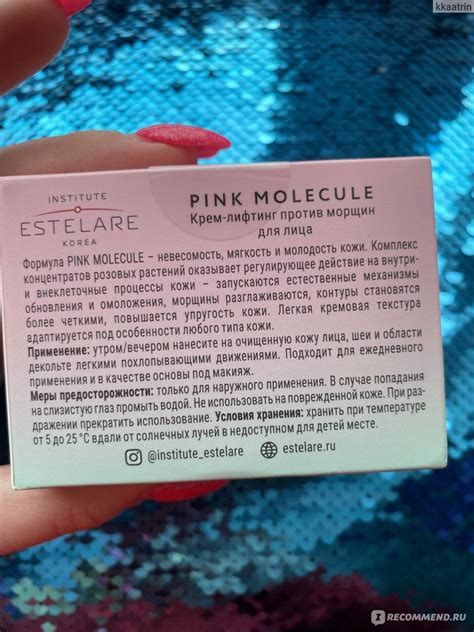 kkaatrin
INSTITUTE
ESTELARE
KOREA
PINK MOLECULE
Крем-лифтинг против морщин
для лица
Формула PINK MOLECULE – невесомость, мягкость и молодость кожи. Комплекс
концентратов розовых растений оказывает регулирующее действие на внутри-
и внеклеточные процессы кожи – запускаются естественные механизмы
обновления и омоложения, морщины разглаживаются, контуры становятся
более четкими, повышается упругость кожи. Легкая кремовая текстура
адаптируется под особенности любого типа кожи.
Применение: утром/вечером нанесите на очищенную кожу лица, шеи и области
декольте легкими похлопывающими движениями. Подходит для ежедневного
применения и в качестве основы под макияж.
Меры предосторожности: только для наружного применения. В случае попадания
на слизистую глаз промыть водой. Не использовать на поврежденной коже. При раз-
дражении прекратить использование. Условия хранения: хранить при температуре
от 5 до 25 °C вдали от солнечных лучей в недоступном для детей месте.
@institute_estelare
estelare.ru
IRECOMMEND.RU